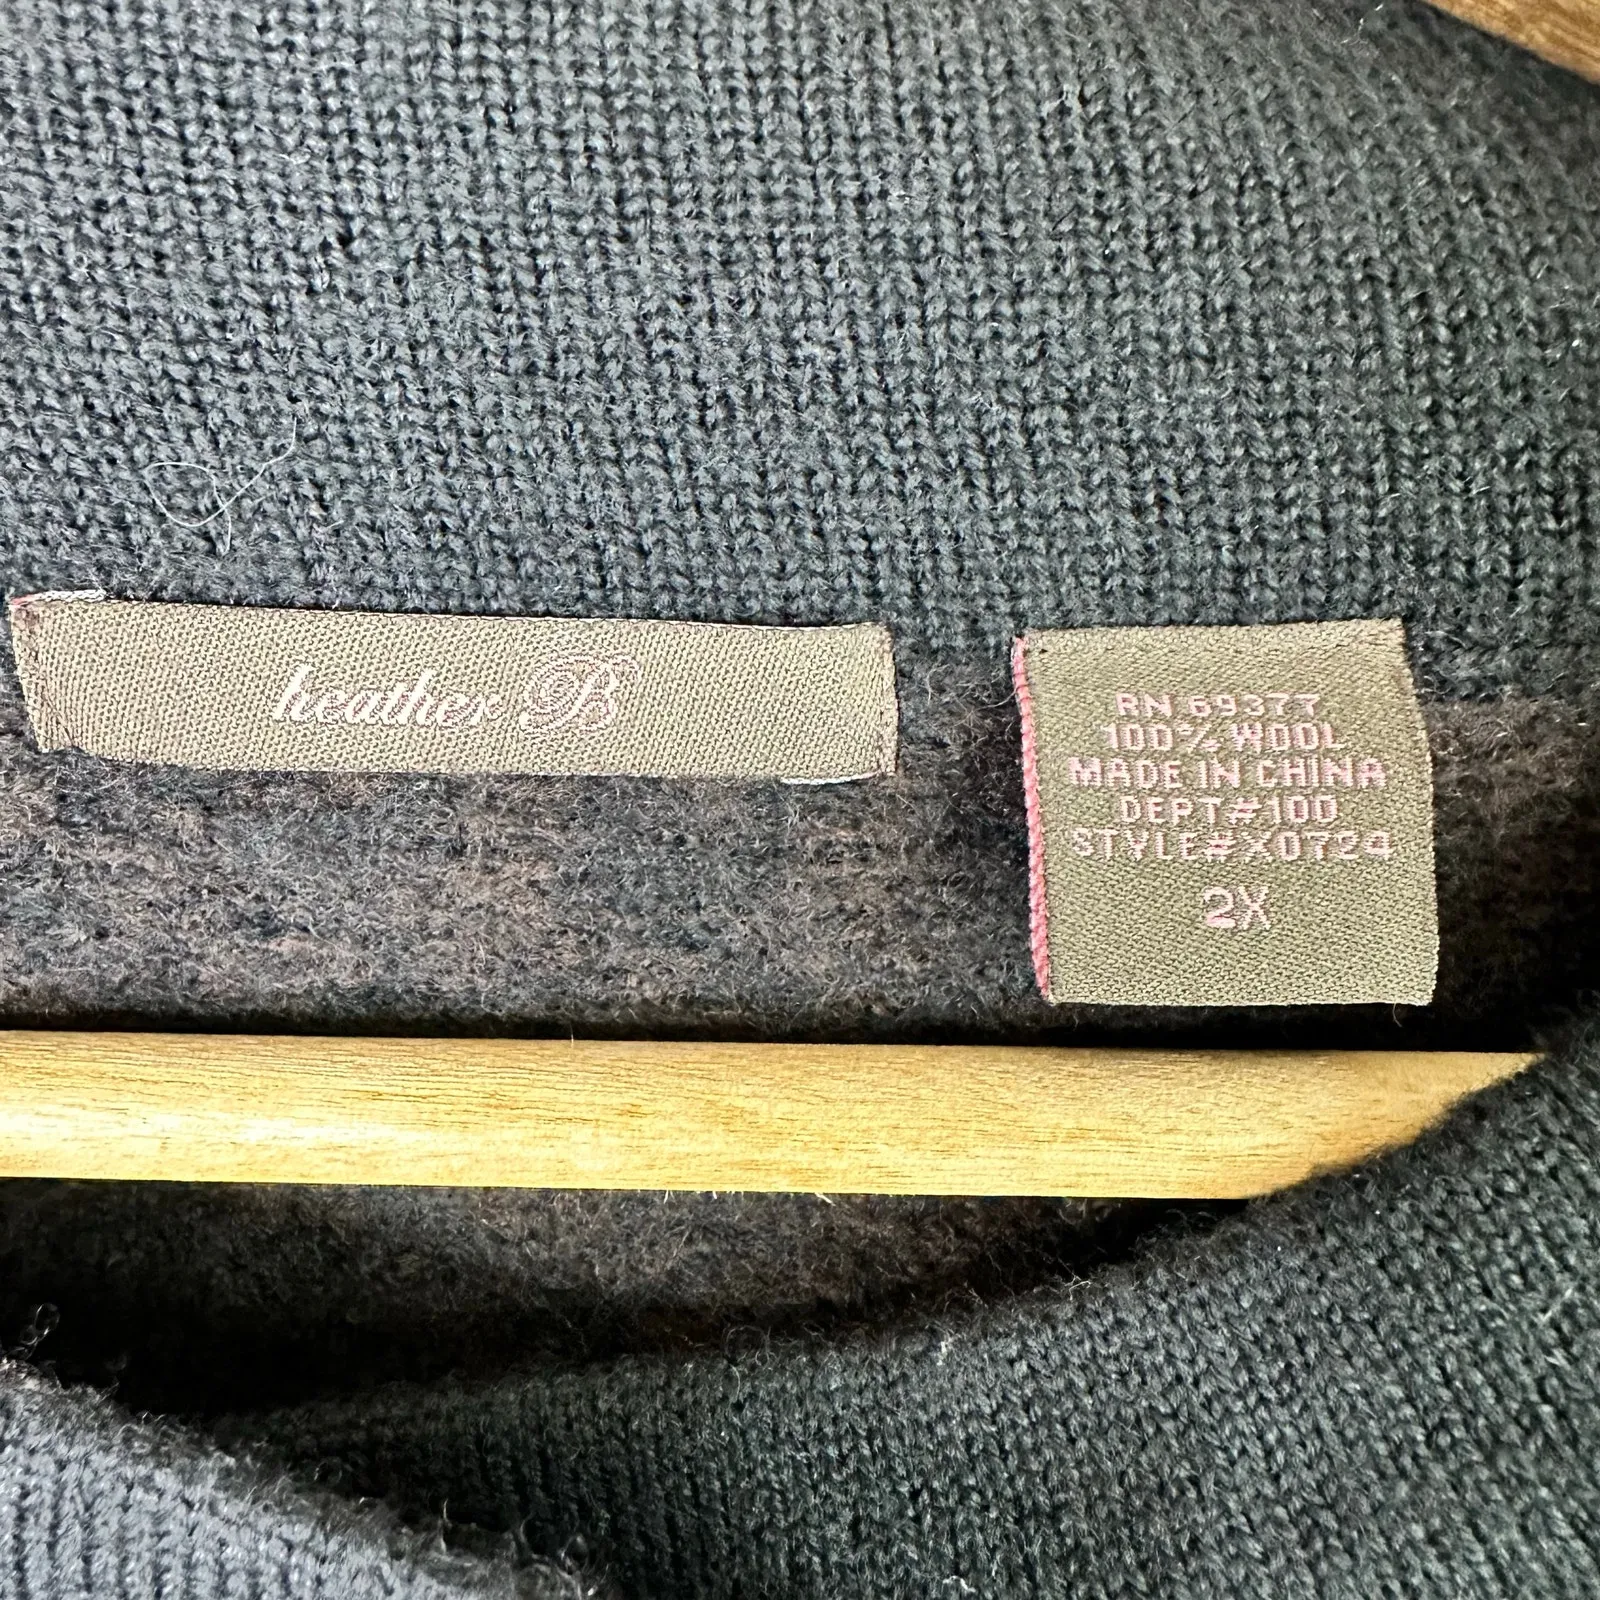 heather B
RN 69377
100% WOOL
MADE IN CHINA
DEPT#100
STYLE#X0724
2X